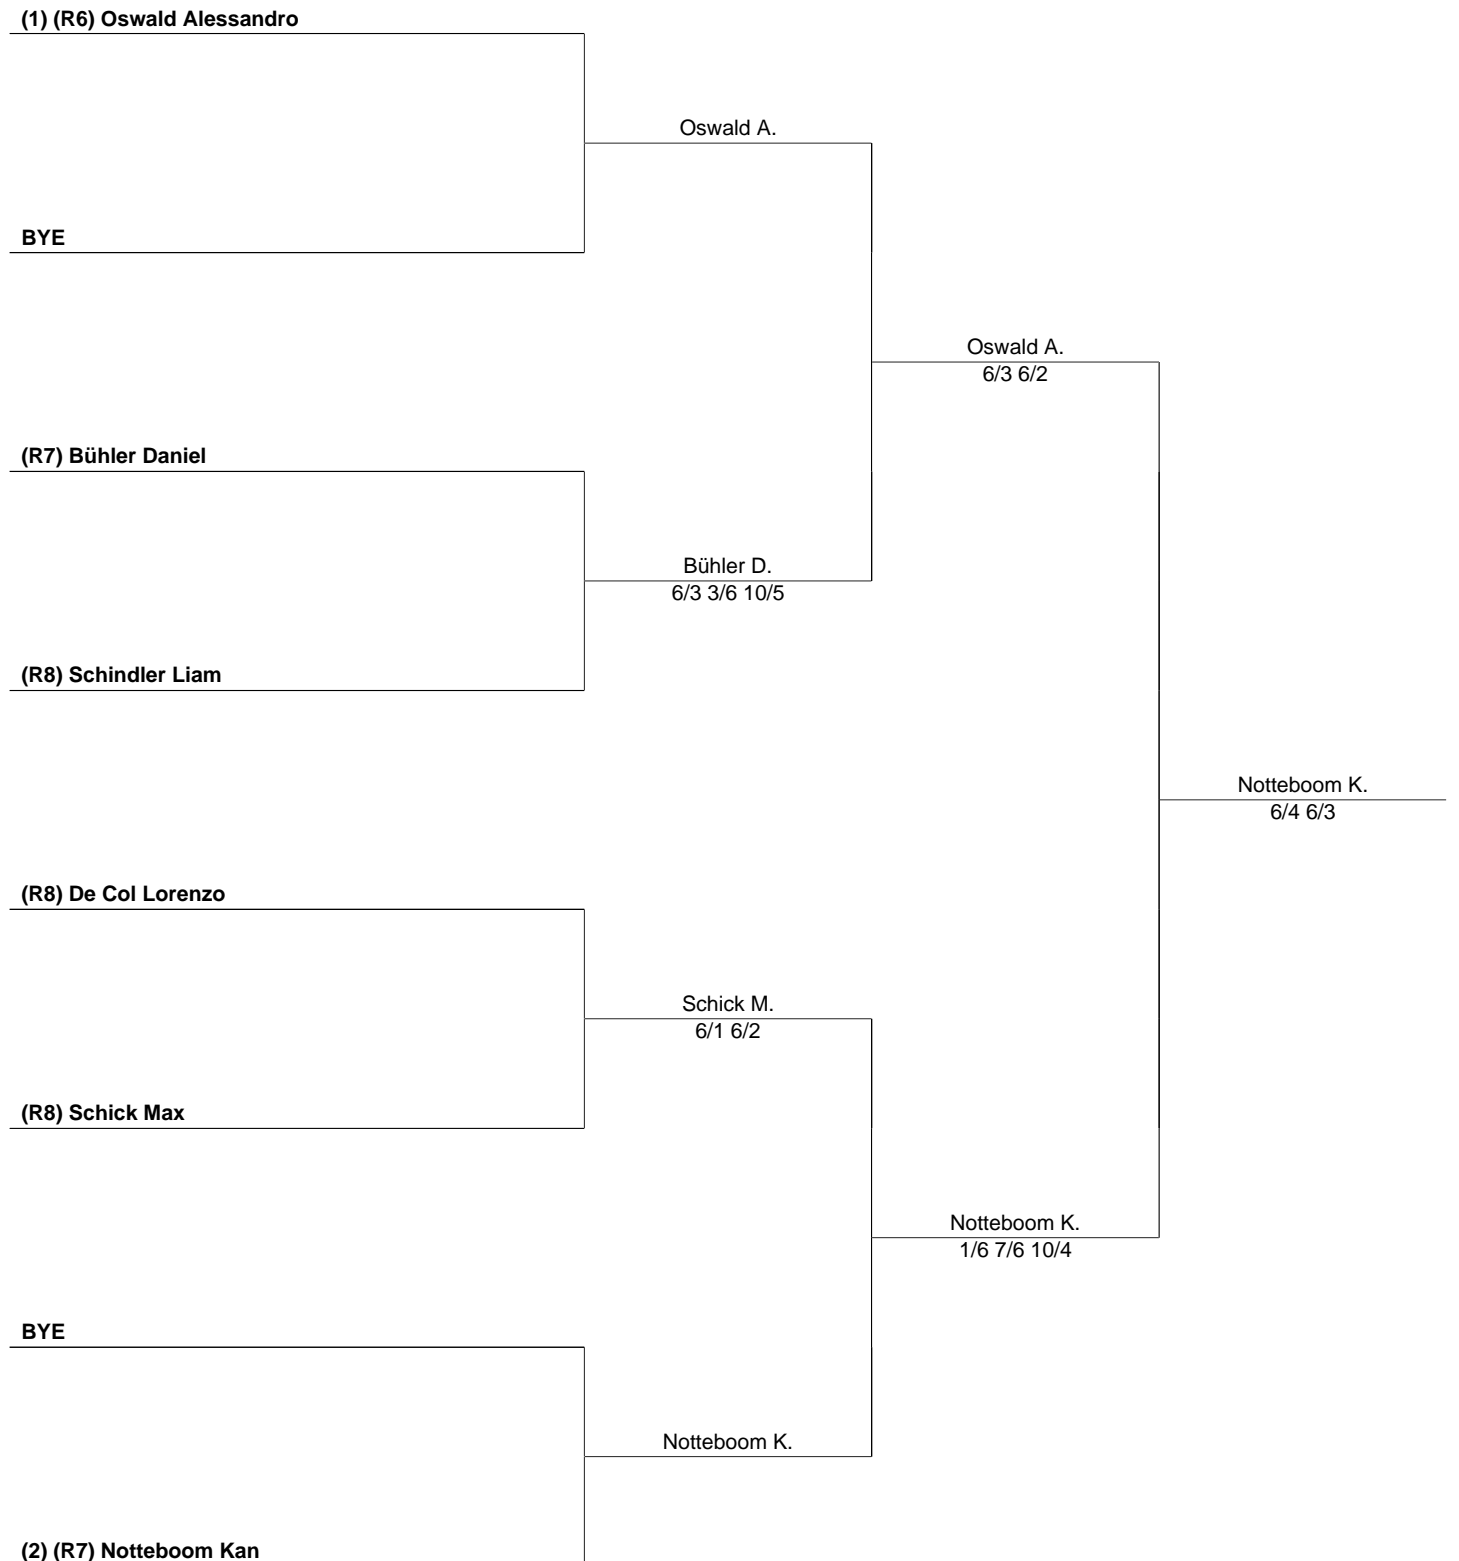 (1) (R6) Oswald Alessandro
Oswald A.
BYE
Oswald A.
6/3 6/2
(R7) Bühler Daniel
Bühler D.
6/3 3/6 10/5
(R8) Schindler Liam
Notteboom K.
6/4 6/3
(R8) De Col Lorenzo
Schick M.
6/1 6/2
(R8) Schick Max
Notteboom K.
1/6 7/6 10/4
BYE
Notteboom K.
(2) (R7) Notteboom Kan